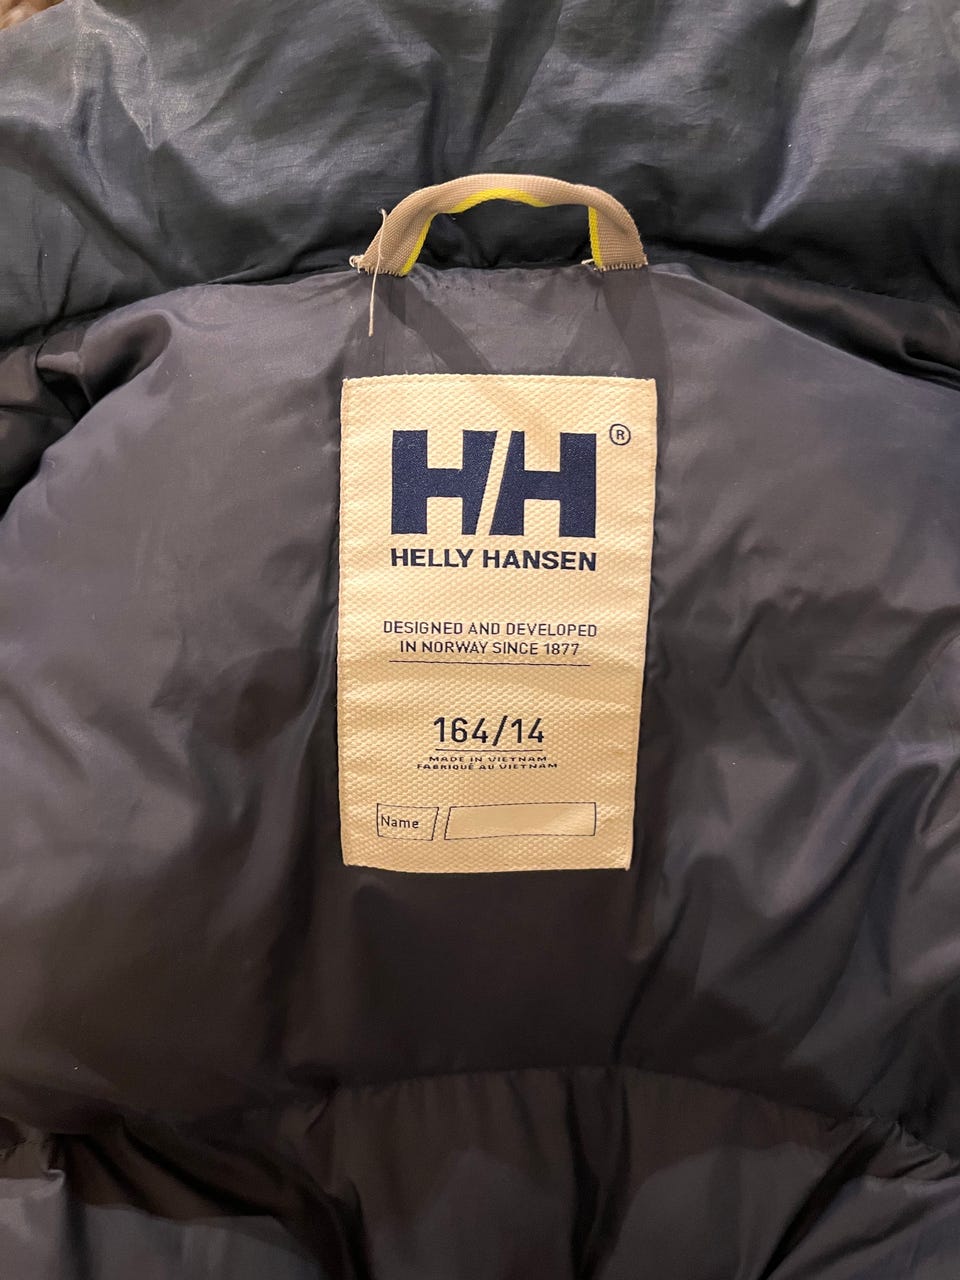 HH ®
HELLY HANSEN
DESIGNED AND DEVELOPED
IN NORWAY SINCE 1877
164/14
MADE IN VIETNAM
FABRIQUÉ AU VIETNAM
Name